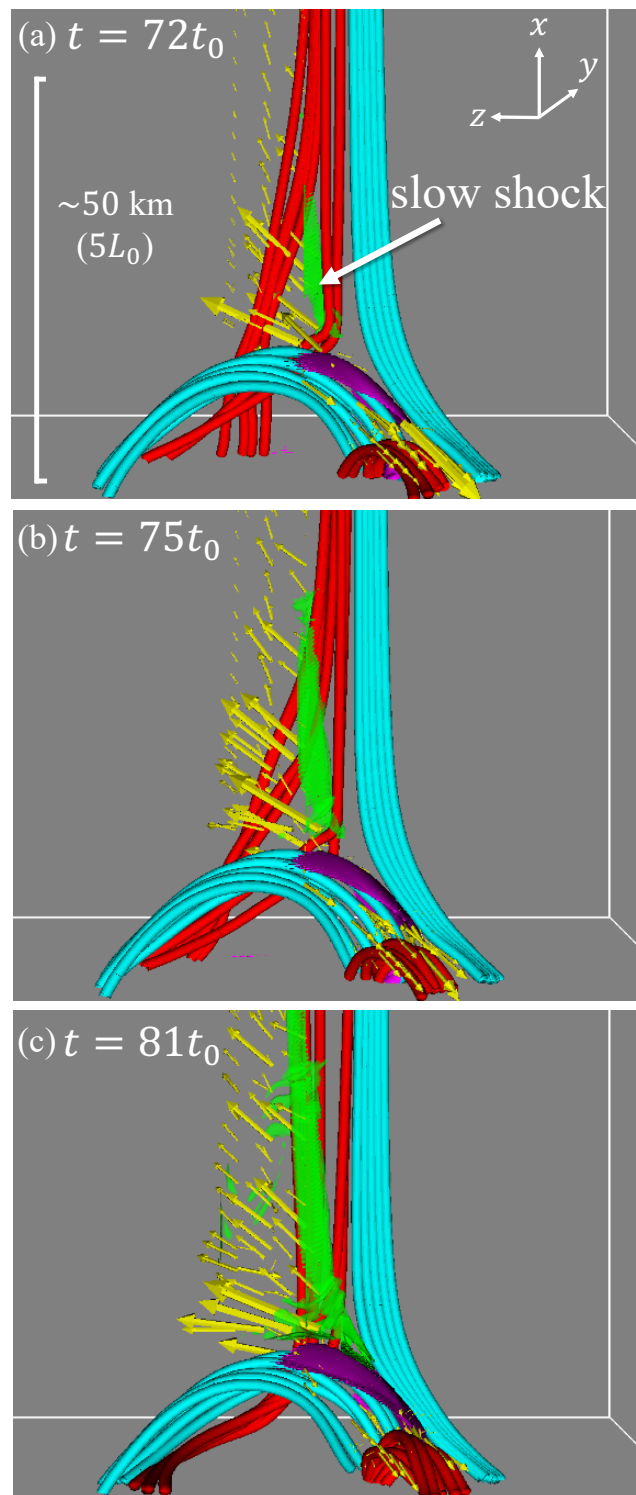 (a) t = 72t₀
x
y
z
~50 km
(5L₀)
slow shock
(b) t = 75t₀
(c) t = 81t₀